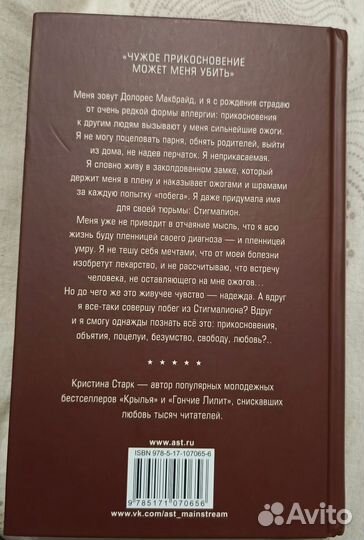 «ЧУЖОЕ ПРИКОСНОВЕНИЕ
МОЖЕТ МЕНЯ УБИТЬ»
Меня зовут Долорес Макбрайд, и я с рождения страдаю
от очень редкой формы аллергии: прикосновения
к другим людям вызывают у меня сильнейшие ожоги.
Я не могу поцеловать парня, обнять родителей, выйти
из дома, не надев перчаток. Я неприкасаемая.
Я словно живу в заколдованном замке, который
держит меня в плену и наказывает ожогами и шрамами
за каждую попытку «побега». Я даже придумала имя
для своей тюрьмы: Стигмалион.
Меня уже не приводит в отчаяние мысль, что я всю
жизнь буду пленницей своего диагноза — и пленницей
умру. Я не тешу себя мечтами, что от моей болезни
изобретут лекарство, и не рассчитываю, что встречу
человека, не оставляющего на мне ожогов...
Но до чего же это живучее чувство – надежда. А вдруг
я все-таки совершу побег из Стигмалиона? Вдруг
и я смогу однажды познать всё это: прикосновения,
объятия, поцелуи, безумство, свободу, любовь?..
★ ★ ★ ★ ★
Кристина Старк — автор популярных молодежных
бестселлеров «Крылья» и «Гончие Лилит», снискавших
любовь тысяч читателей.
www.ast.ru
ISBN 978-5-17-107065-6
9 785171 070656
www.vk.com/ast_mainstream
Avito